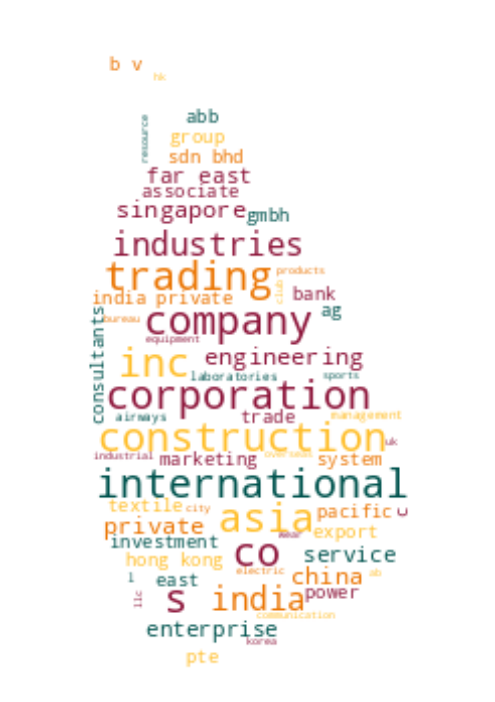 b v
hk
resource
abb
group
sdn bhd
far east
associate
singapore
gmbh
industries
trading
products
india private
club
bank
bureau
company
ag
equipment
consultants
inc
engineering
laboratories
sports
corporation
airways
trade
management
construction
uk
industrial
marketing
overseas
system
international
textile
city
asia
pacific
c
private
wear
export
investment
co
service
hong kong
electric
china
ab
l
east
llc
s
india
power
communication
enterprise
korea
pte